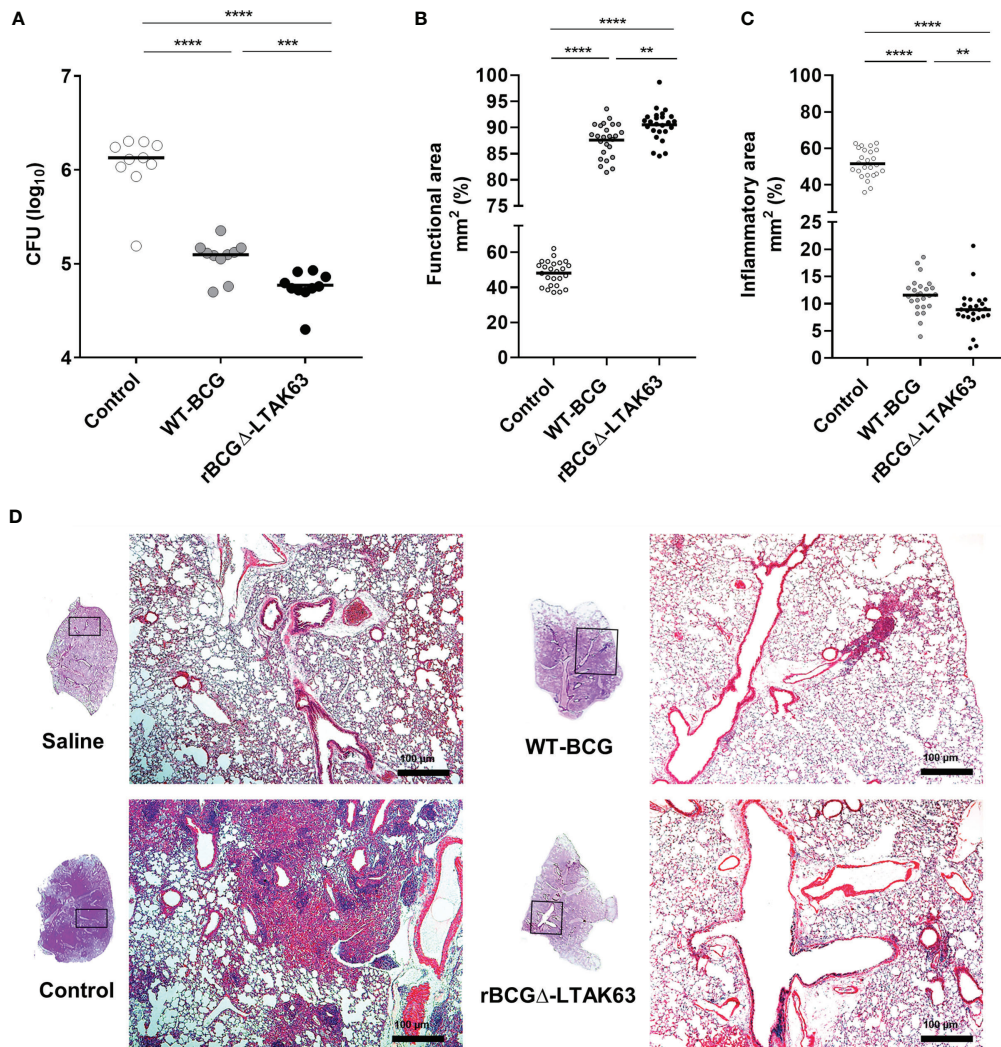 A
****
****
***
CFU (log10)
7
6
5
4
Control
WT-BCG
rBCGΔ-LTAK63
B
****
****
**
Functional area
mm² (%)
100
95
90
85
80
75
60
40
20
0
Control
WT-BCG
rBCGΔ-LTAK63
C
****
****
**
Inflammatory area
mm² (%)
80
60
40
20
15
10
5
0
Control
WT-BCG
rBCGΔ-LTAK63
D
Saline
100 µm
WT-BCG
100 µm
Control
100 µm
rBCGΔ-LTAK63
100 µm